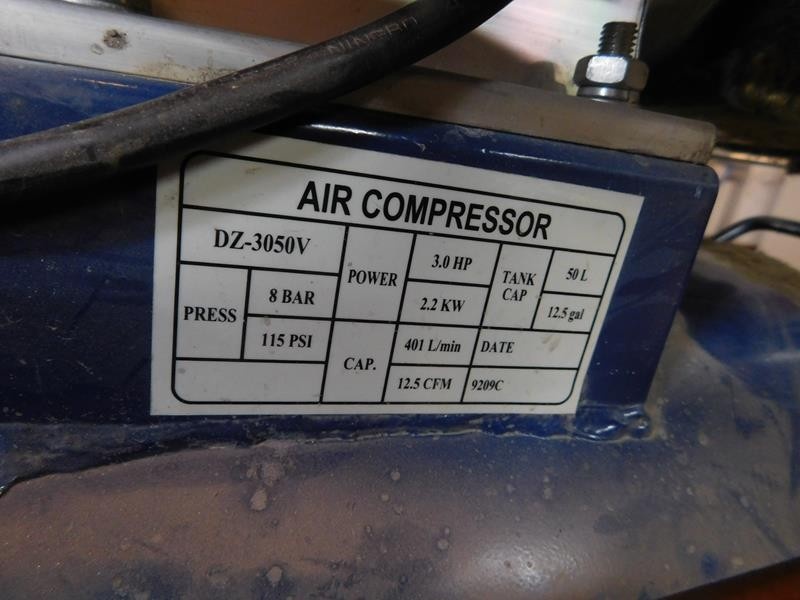 NINGBO
AIR COMPRESSOR
DZ-3050V
POWER
3.0 HP
2.2 KW
TANK
CAP
50 L
12.5 gal
PRESS
8 BAR
115 PSI
CAP.
401 L/min
12.5 CFM
DATE
9209C